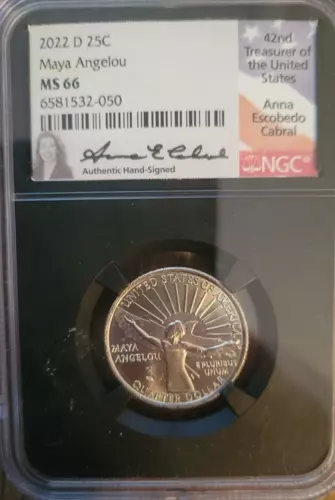 2022 D 25C
Maya Angelou
MS 66
6581532-050
Authentic Hand-Signed
42nd
Treasurer of
the United
States
Anna
Escobedo
Cabral
NGC
UNITED STATES OF AMERICA
MAYA
ANGELOU
E PLURIBUS
UNUM
QUARTER DOLLAR